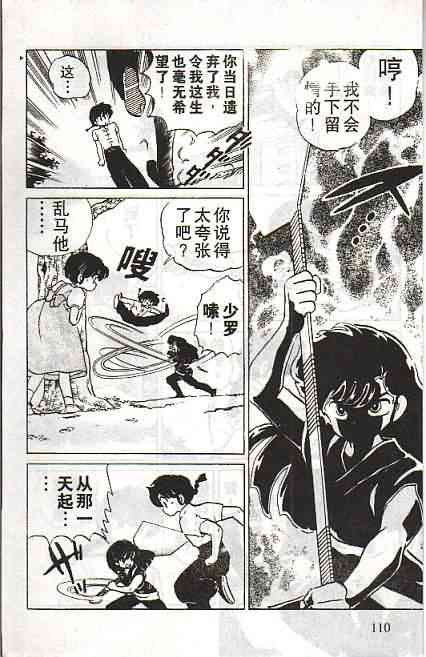 哼！
我不会
手下留
情的！
你当日遗
弃了我，
令我这生
也毫无希
望了！
这…
ダダ
你说得
太夸张
了吧？
嗖
少罗
嗦！
乱马他
……
从那一
天起…
110